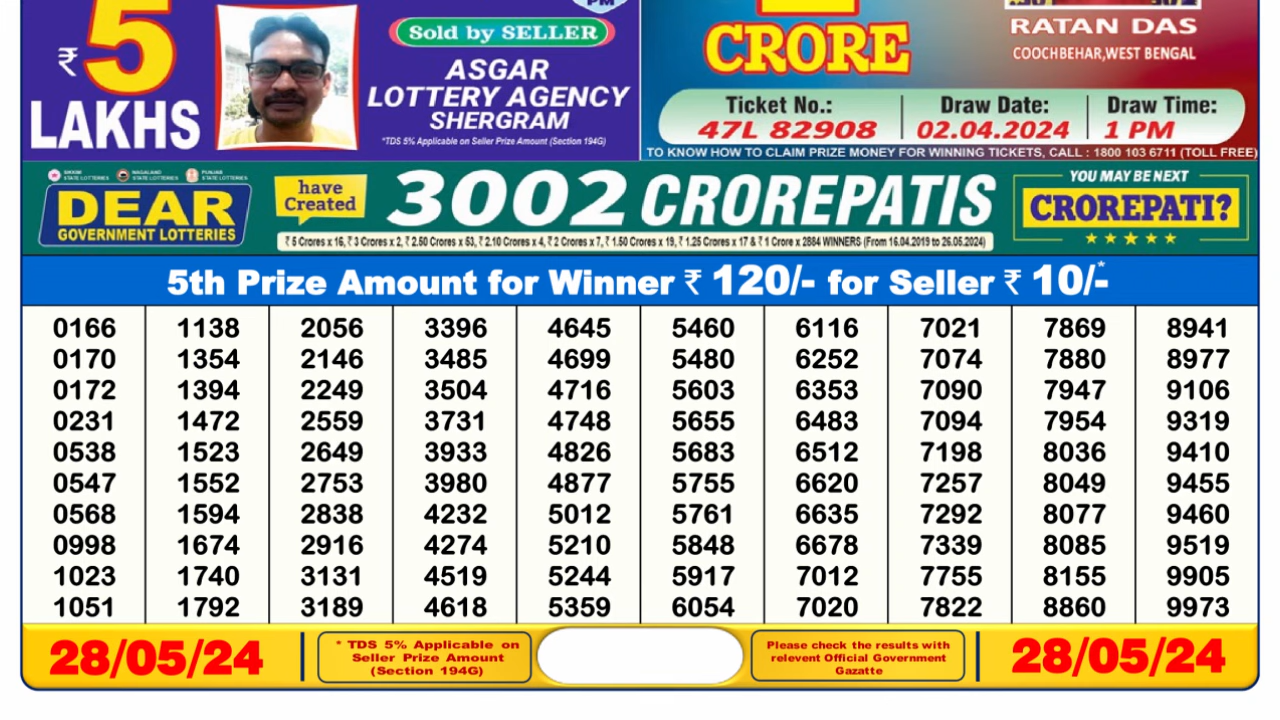 PM
₹ 5
LAKHS
Sold by SELLER
ASGAR
LOTTERY AGENCY
SHERGRAM
*TDS 5% Applicable on Seller Prize Amount (Section 194G)
CRORE
RATAN DAS
COOCHBEHAR,WEST BENGAL
Ticket No.: Draw Date: Draw Time:
47L 82908 02.04.2024 1 PM
TO KNOW HOW TO CLAIM PRIZE MONEY FOR WINNING TICKETS, CALL : 1800 103 6711 (TOLL FREE)
SIKKIM STATE LOTTERIES NAGALAND STATE LOTTERIES PUNJAB STATE LOTTERIES
DEAR
GOVERNMENT LOTTERIES
have
Created
3002 CROREPATIS
₹ 5 Crores x 16, ₹ 3 Crores x 2, ₹ 2.50 Crores x 53, ₹ 2.10 Crores x 4, ₹ 2 Crores x 7, ₹ 1.50 Crores x 19, ₹ 1.25 Crores x 17 & ₹ 1 Crore x 2884 WINNERS (From 16.04.2019 to 26.05.2024)
YOU MAY BE NEXT
CROREPATI?
5th Prize Amount for Winner ₹ 120/- for Seller ₹ 10/-*
0166 1138 2056 3396 4645 5460 6116 7021 7869 8941
0170 1354 2146 3485 4699 5480 6252 7074 7880 8977
0172 1394 2249 3504 4716 5603 6353 7090 7947 9106
0231 1472 2559 3731 4748 5655 6483 7094 7954 9319
0538 1523 2649 3933 4826 5683 6512 7198 8036 9410
0547 1552 2753 3980 4877 5755 6620 7257 8049 9455
0568 1594 2838 4232 5012 5761 6635 7292 8077 9460
0998 1674 2916 4274 5210 5848 6678 7339 8085 9519
1023 1740 3131 4519 5244 5917 7012 7755 8155 9905
1051 1792 3189 4618 5359 6054 7020 7822 8860 9973
28/05/24
* TDS 5% Applicable on
Seller Prize Amount
(Section 194G)
Please check the results with
relevent Official Government
Gazatte
28/05/24